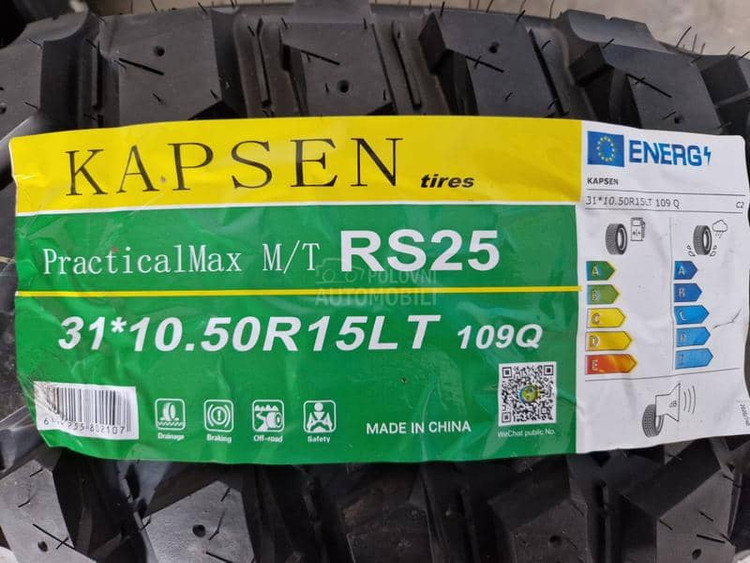 KAPSEN tires
PracticalMax M/T RS25
POLOVNI
AUTOMOBILI
31*10.50R15LT 109Q
Drainage
Braking
Off-road
Safety
MADE IN CHINA
WeChat public No.
ENERG
KAPSEN
31*10.50R15LT 109 Q
C2
A
B
C
D
E
A